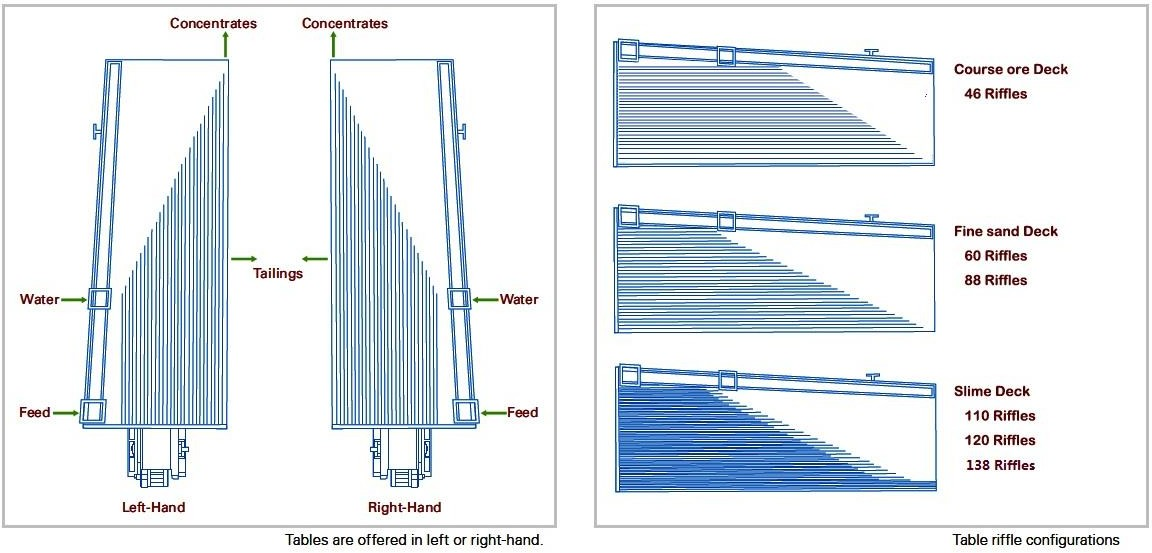 Concentrates
Concentrates
Tailings
Water
Water
Feed
Feed
Left-Hand
Right-Hand
Tables are offered in left or right-hand.
Course ore Deck
46 Riffles
Fine sand Deck
60 Riffles
88 Riffles
Slime Deck
110 Riffles
120 Riffles
138 Riffles
Table riffle configurations